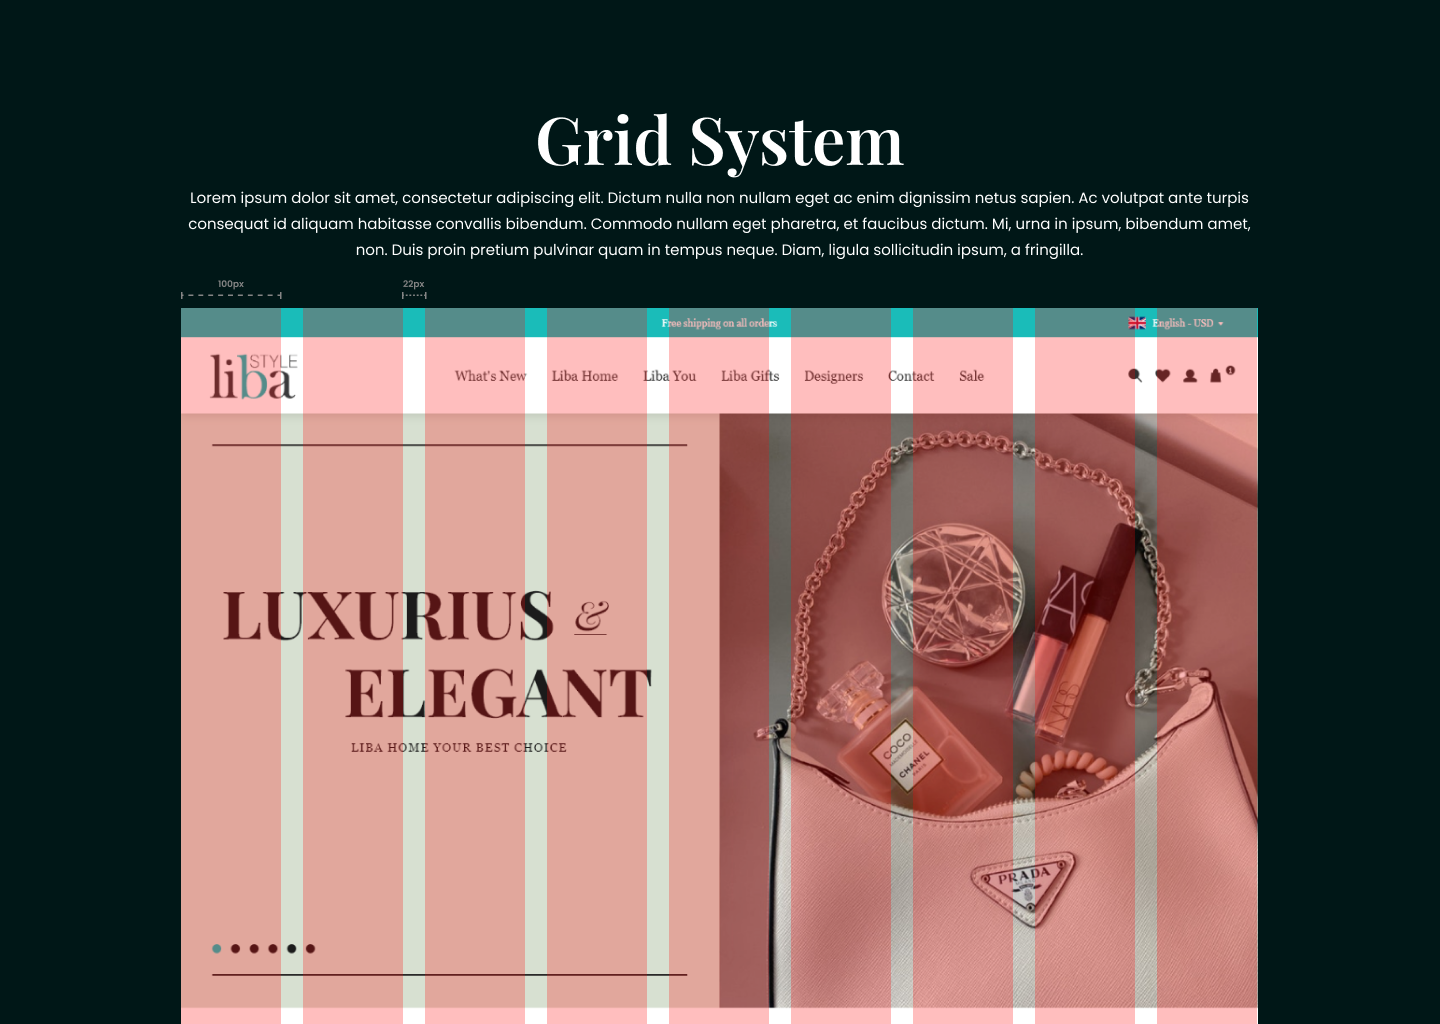 Grid System
Lorem ipsum dolor sit amet, consectetur adipiscing elit. Dictum nulla non nullam eget ac enim dignissim netus sapien. Ac volutpat ante turpis
consequat id aliquam habitasse convallis bibendum. Commodo nullam eget pharetra, et faucibus dictum. Mi, urna in ipsum, bibendum amet,
non. Duis proin pretium pulvinar quam in tempus neque. Diam, ligula sollicitudin ipsum, a fringilla.
100px
22px
Free shipping on all orders
English - USD
STYLE
liba
What's New
Liba Home
Liba You
Liba Gifts
Designers
Contact
Sale
1
LUXURIUS &
ELEGANT
LIBA HOME YOUR BEST CHOICE
NARS
NARS
COCO
CHANEL
PARIS
PRADA